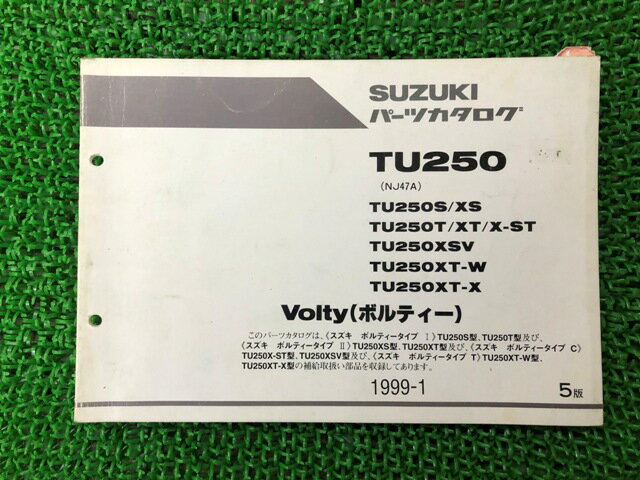 SUZUKI
パーツカタログ
TU250
(NJ47A)
TU250S/XS
TU250T/XT/X-ST
TU250XSV
TU250XT-W
TU250XT-X
Volty(ボルティー)
このパーツカタログは、〈スズキ ボルティータイプ Ⅰ〉TU250S型、TU250T型及び、
〈スズキ ボルティータイプ Ⅱ〉TU250XS型、TU250XT型及び、〈スズキ ボルティータイプ C〉
TU250X-ST型、TU250XSV型及び、〈スズキ ボルティータイプ T〉TU250XT-W型、
TU250XT-X型の補給取扱い部品を収録してあります。
1999-1
5版